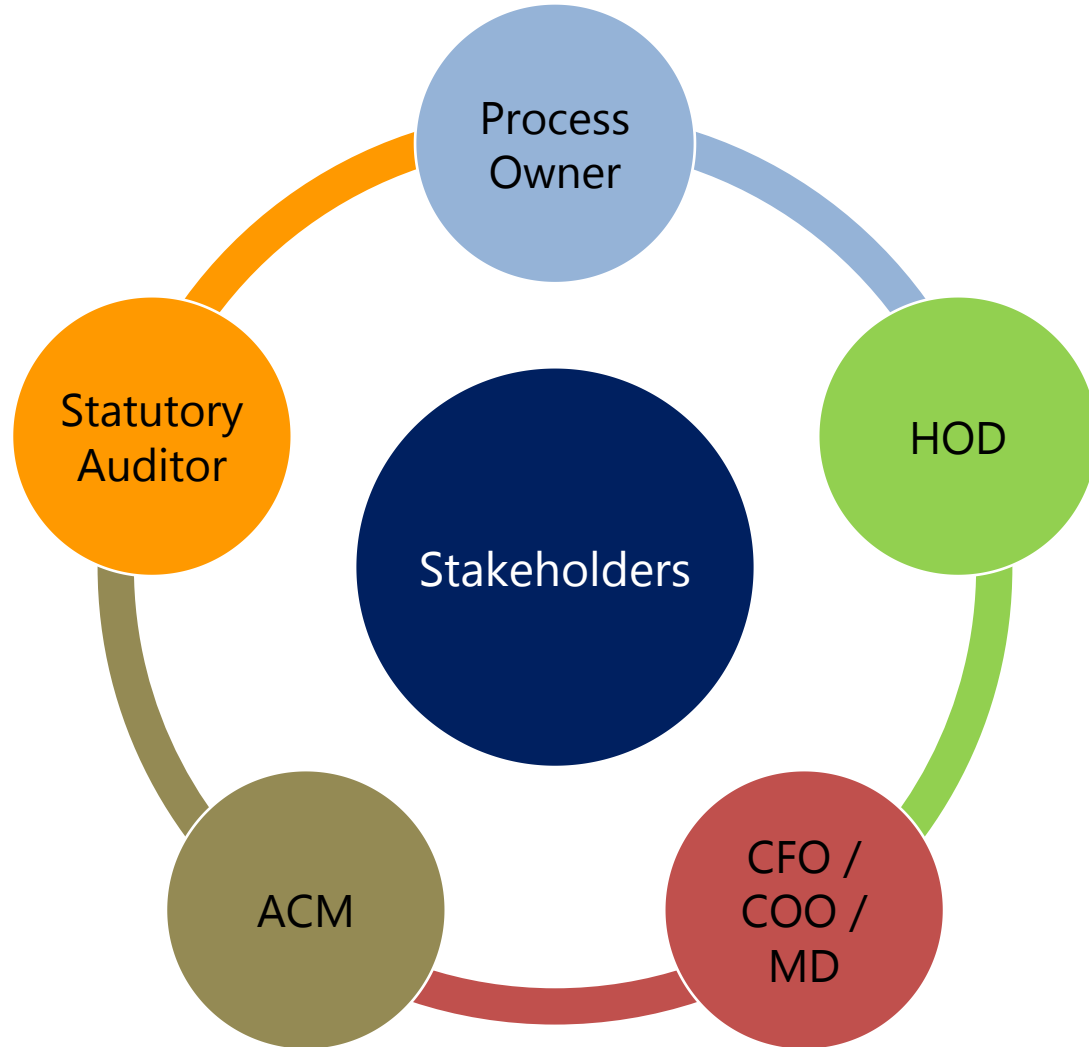 Process
Owner
HOD
CFO /
COO /
MD
ACM
Statutory
Auditor
Stakeholders